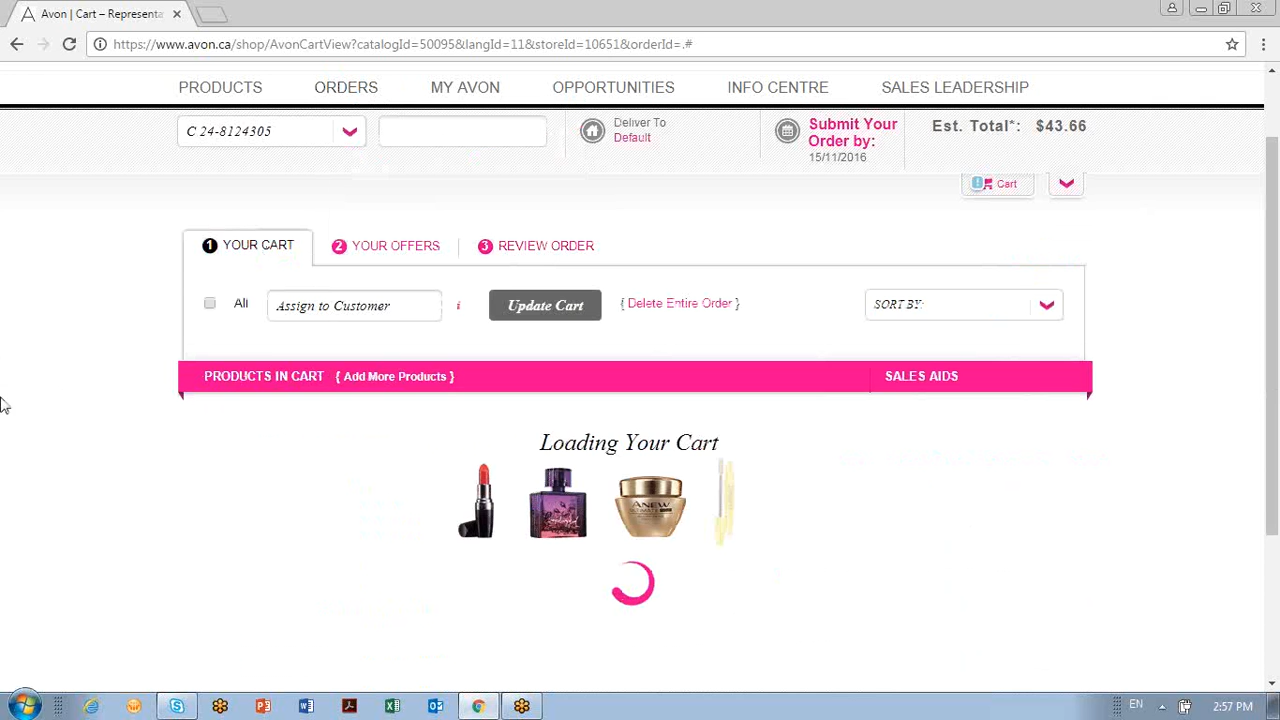 Avon | Cart – Representa
https://www.avon.ca/shop/AvonCartView?catalogId=50095&langId=11&storeId=10651&orderId=.#
PRODUCTS ORDERS MY AVON OPPORTUNITIES INFO CENTRE SALES LEADERSHIP
C 24-8124305
Deliver To
Default
Submit Your
Order by:
15/11/2016
Est. Total*: $43.66
Cart
1 YOUR CART 2 YOUR OFFERS 3 REVIEW ORDER
All Assign to Customer i Update Cart { Delete Entire Order } SORT BY:
PRODUCTS IN CART { Add More Products } SALES AIDS
Loading Your Cart
ANEW
ULTIMATE
EN 2:57 PM